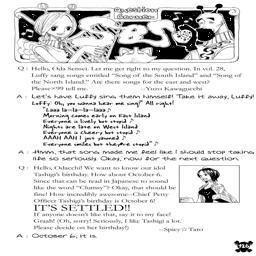 Question
Corner
Q : Hello, Oda Sensei. Let me get right to my question. In vol. 28,
Luffy sang songs entitled "Song of the South Island" and "Song of
the North Island." Are there songs for the east and west?
Please×99 tell me. --Yuzo Kawaguchi
A : Let's have Luffy sing them himself! Take it away, Luffy!
Luffy: Oh, you wanna hear me sing? All right!
"Laaa la--la--laaaa
Morning comes early on East Island
Everyone is lively but stupid
Nights are late on West Island
Everyone is cheery but stupid
AAAH AAH I just yawned
Everyone smiles but they're stupid"
A : Hmm, that song made me feel like I should stop taking
life so seriously. Okay, now for the next question.
Q : Hello, Odacchi! We want to know our idol
Tashigi's birthday. How about October 6.
Since that can be read in Japanese to sound
like the word "Clumsy"? Okay, that should be
fine! How incredibly awesome--Chief Petty
Officer Tashigi's birthday is October 6!
IT'S SETTLED!!
If anyone doesn't like that, say it to my face!
Graah! (Oh, sorry! Seriously, I like Tashigi a lot.
Please decide on her birthday!) --Spicy☆Taro
A : October 6, it is.